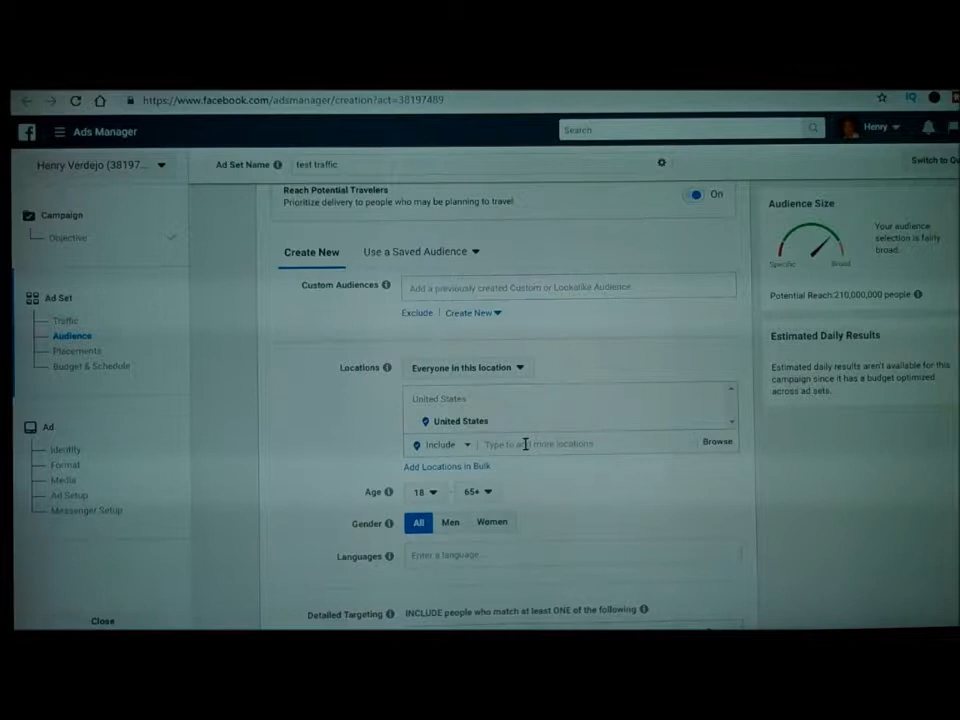 https://www.facebook.com/adsmanager/creation?act=38197489
IQ
Ads Manager
Search
Henry
Henry Verdejo (38197...
Ad Set Name
test traffic
Switch to Qu
Reach Potential Travelers
Prioritize delivery to people who may be planning to travel
On
Campaign
Objective
Ad Set
Traffic
Audience
Placements
Budget & Schedule
Ad
Identity
Format
Media
Ad Setup
Messenger Setup
Close
Create New
Use a Saved Audience
Custom Audiences
Add a previously created Custom or Lookalike Audience
Exclude | Create New
Locations
Everyone in this location
United States
United States
Include
Type to add more locations
Browse
Add Locations in Bulk
Age
18 - 65+
Gender
All Men Women
Languages
Enter a language...
Detailed Targeting
INCLUDE people who match at least ONE of the following
Audience Size
Your audience
selection is fairly
broad.
Specific
Broad
Potential Reach:210,000,000 people
Estimated Daily Results
Estimated daily results aren't available for this
campaign since it has a budget optimized
across ad sets.